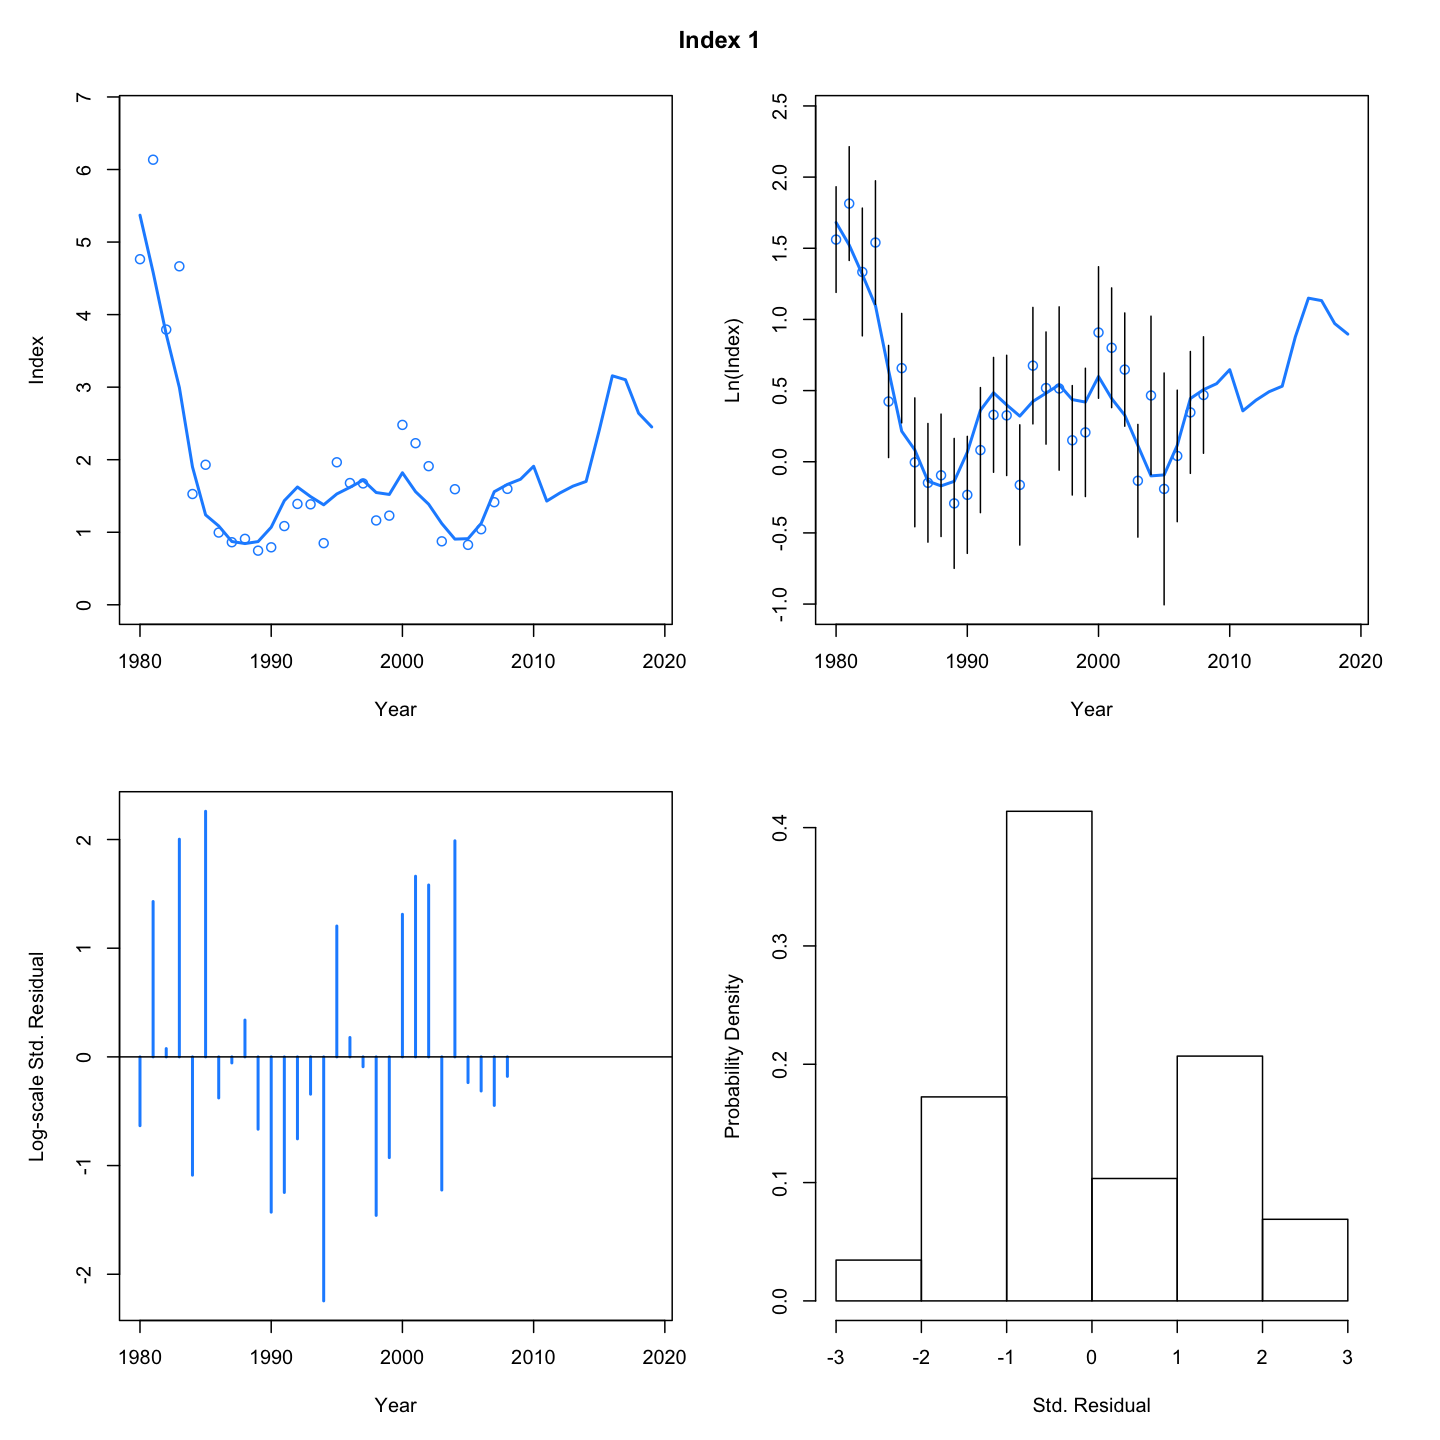 Index 1
7
6
5
4
3
2
1
0
Index
1980 1990 2000 2010 2020
Year
2.5
2.0
1.5
1.0
0.5
0.0
-0.5
-1.0
Ln(Index)
1980 1990 2000 2010 2020
Year
2
1
0
-1
-2
Log-scale Std. Residual
1980 1990 2000 2010 2020
Year
0.4
0.3
0.2
0.1
0.0
Probability Density
-3 -2 -1 0 1 2 3
Std. Residual